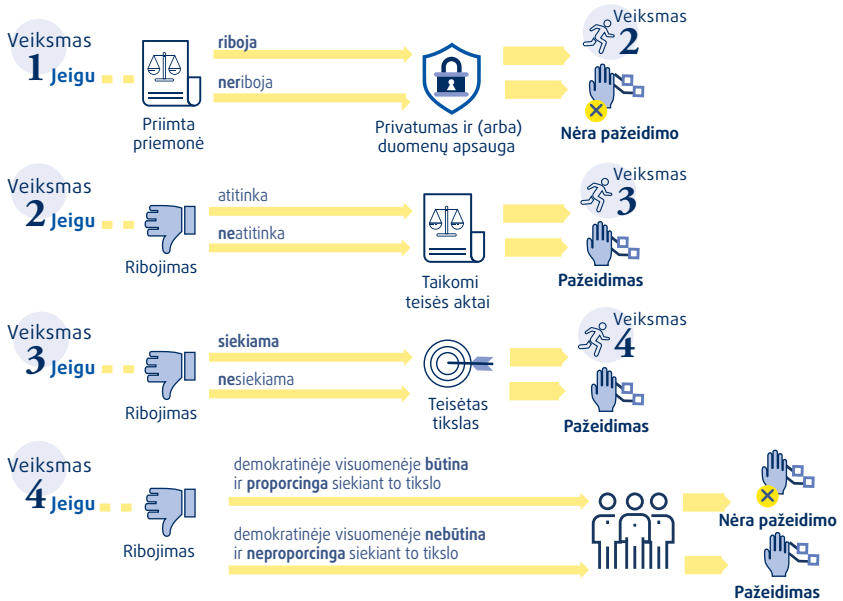 Veiksmas
1 Jeigu
Priimta
priemonė
riboja
neriboja
Privatumas ir (arba)
duomenų apsauga
Veiksmas
2
Nėra pažeidimo
Veiksmas
2 Jeigu
Ribojimas
atitinka
neatitinka
Taikomi
teisės aktai
Veiksmas
3
Pažeidimas
Veiksmas
3 Jeigu
Ribojimas
siekiama
nesiekiama
Teisėtas
tikslas
Veiksmas
4
Pažeidimas
Veiksmas
4 Jeigu
Ribojimas
demokratinėje visuomenėje būtina
ir proporcinga siekiant to tikslo
demokratinėje visuomenėje nebūtina
ir neproporcinga siekiant to tikslo
Nėra pažeidimo
Pažeidimas